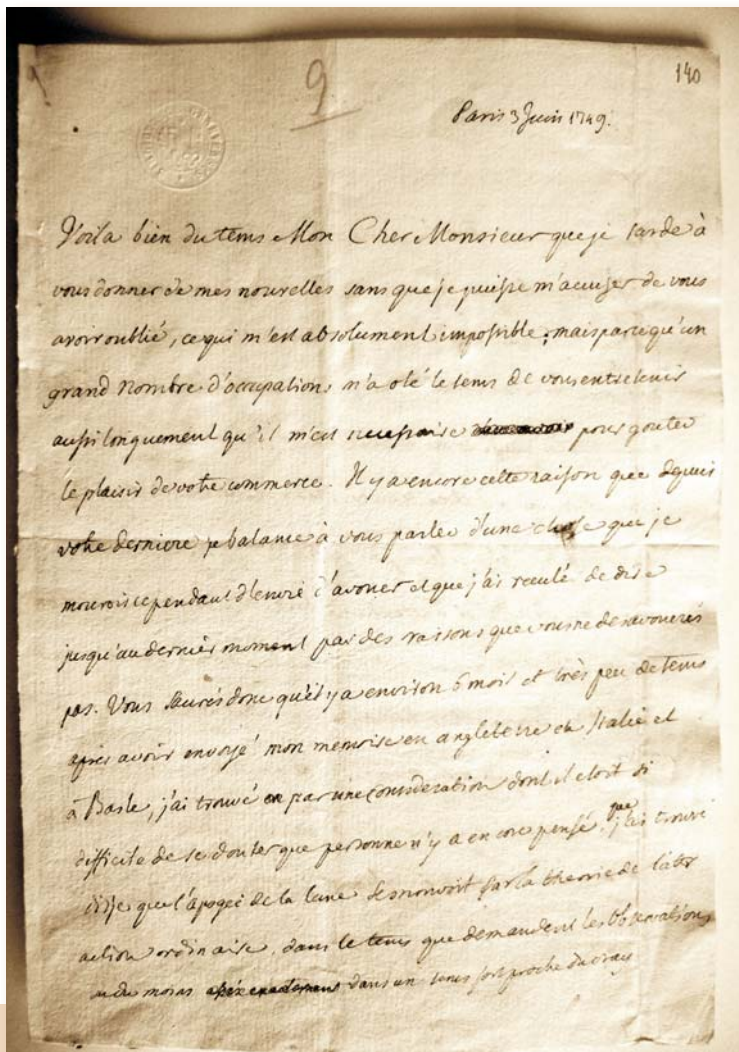 9
140
Paris 3 Juin 1749.
Voila bien du tems Mon Cher Monsieur que je tarde à
vous donner de mes nouvelles sans que je puisse m'accuser de vous
avoir oublié, ce qui m'est absolument impossible, mais parce qu'un
grand nombre d'occupations m'a oté le tems de vous entretenir
aussi longuement qu'il m'est necessaire pour gouter
le plaisir de votre commerce. Il y a encore cette raison que depuis
votre derniere je balance à vous parler d'une chose que je
mourois cependant d'envie d'avouer et que j'ai reculé de dire
jusqu'au dernier moment par des raisons que vous ne desavouerés
pas. Vous saurés donc qu'il y a environ 6 mois et très peu de tems
après avoir envoyé mon memoire en angleterre en Italie et
à Basle, j'ai trouvé par une consideration dont il etoit si
difficile de se douter que personne n'y a encore pensé, j'ai trouvé
dis je que l'apogée de la lune se mouvoit par la theorie de l'attr
action ordinaire, dans le tems que demandent les observations
ou du moins dans un tems fort proche du vray